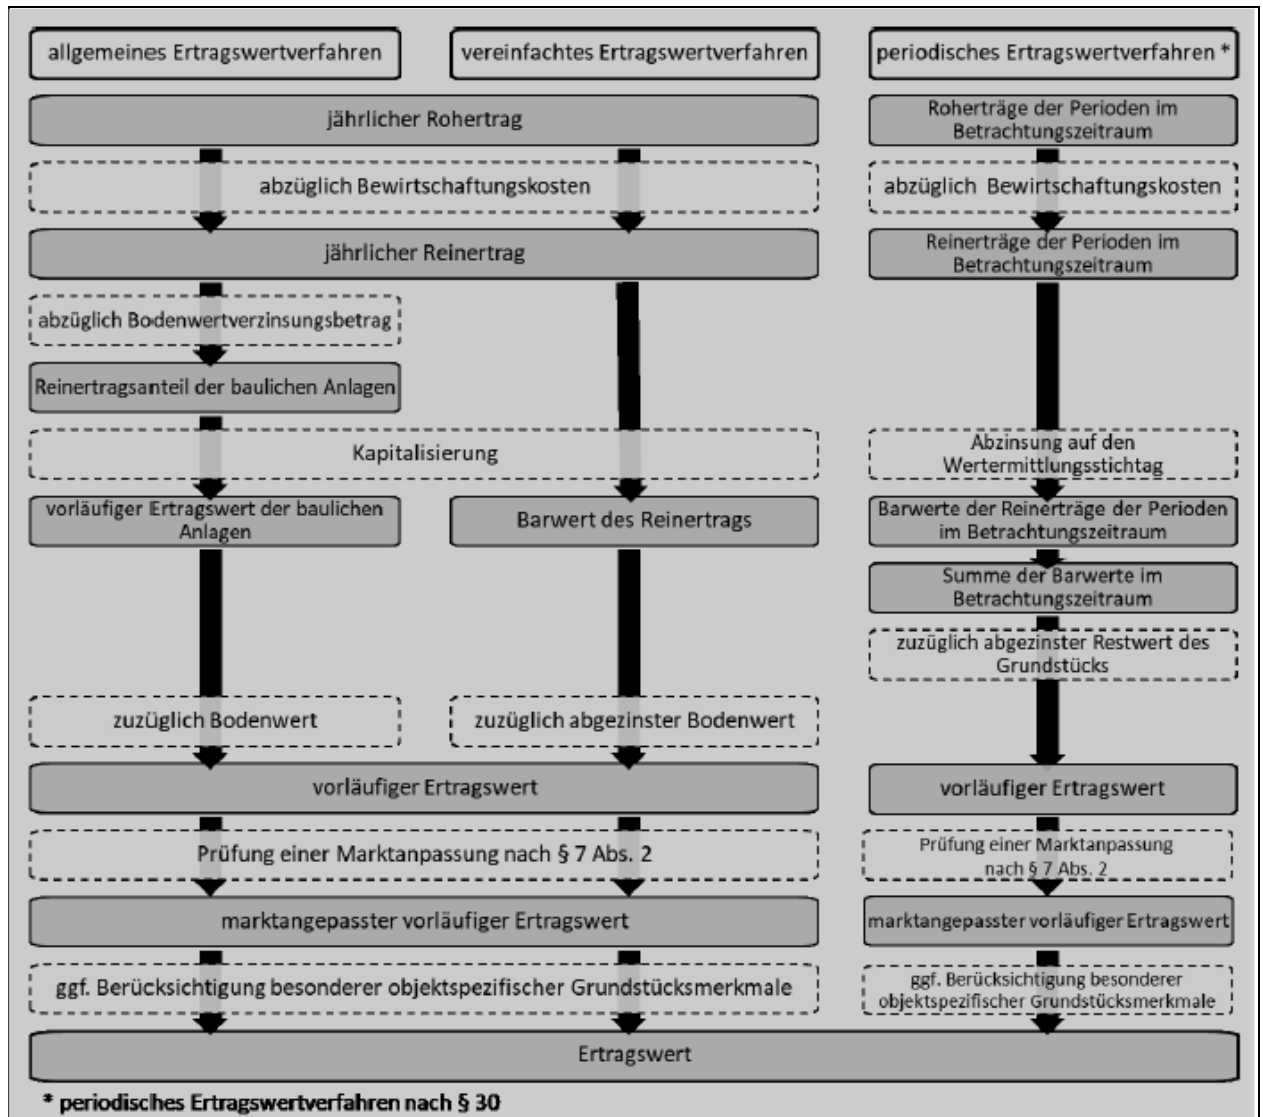 allgemeines Ertragswertverfahren
vereinfachtes Ertragswertverfahren
periodisches Ertragswertverfahren *
jährlicher Rohertrag
Roherträge der Perioden im
Betrachtungszeitraum
abzüglich Bewirtschaftungskosten
abzüglich Bewirtschaftungskosten
jährlicher Reinertrag
Reinerträge der Perioden im
Betrachtungszeitraum
abzüglich Bodenwertverzinsungsbetrag
Reinertragsanteil der baulichen Anlagen
Kapitalisierung
Abzinsung auf den
Wertermittlungsstichtag
vorläufiger Ertragswert der baulichen
Anlagen
Barwert des Reinertrags
Barwerte der Reinerträge der Perioden
im Betrachtungszeitraum
Summe der Barwerte im
Betrachtungszeitraum
zuzüglich abgezinster Restwert des
Grundstücks
zuzüglich Bodenwert
zuzüglich abgezinster Bodenwert
vorläufiger Ertragswert
vorläufiger Ertragswert
Prüfung einer Marktanpassung nach § 7 Abs. 2
Prüfung einer Marktanpassung
nach § 7 Abs. 2
marktangepasster vorläufiger Ertragswert
marktangepasster vorläufiger Ertragswert
ggf. Berücksichtigung besonderer objektspezifischer Grundstücksmerkmale
ggf. Berücksichtigung besonderer
objektspezifischer Grundstücksmerkmale
Ertragswert
* periodisches Ertragswertverfahren nach § 30